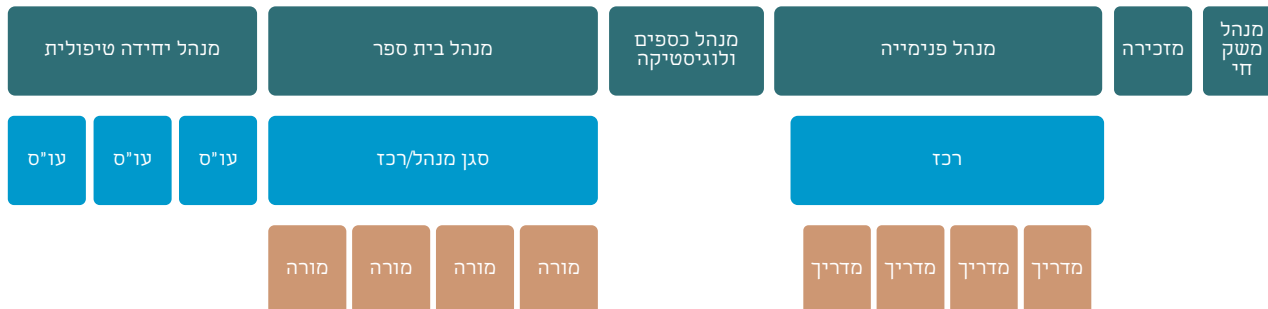 מנהל
משק
חי
מזכירה
מנהל פנימייה
מנהל כספים
ולוגיסטיקה
מנהל בית ספר
מנהל יחידה טיפולית
רכז
סגן מנהל/רכז
עו"ס
עו"ס
עו"ס
מדריך
מדריך
מדריך
מדריך
מורה
מורה
מורה
מורה